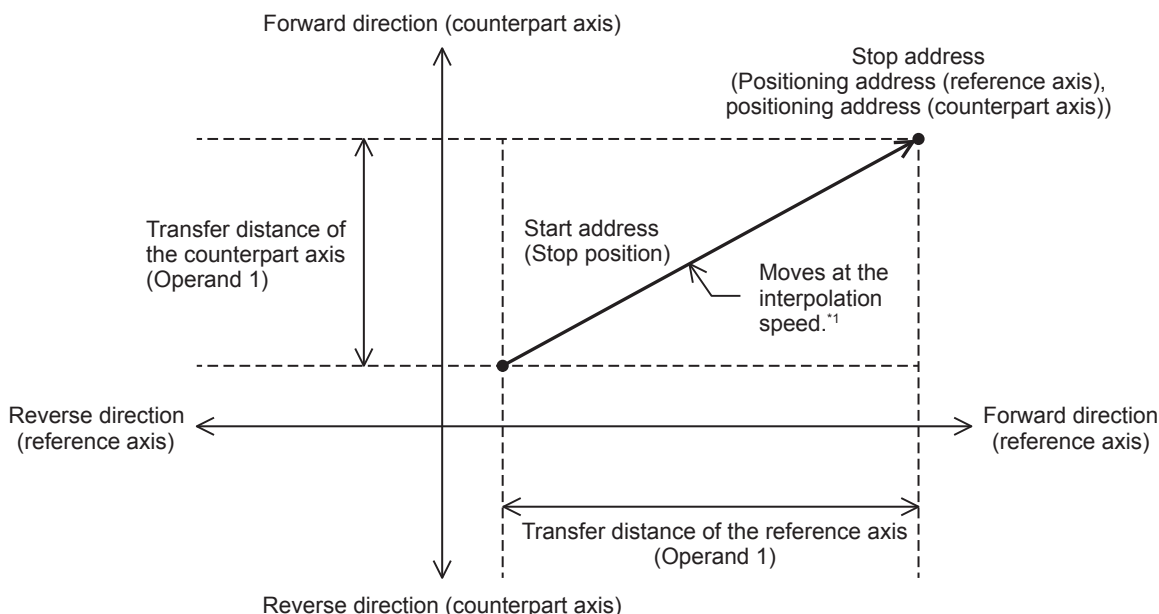 Forward direction (counterpart axis)
Stop address
(Positioning address (reference axis),
positioning address (counterpart axis))
Transfer distance of
the counterpart axis
(Operand 1)
Start address
(Stop position)
Moves at the
interpolation
speed.*1
Reverse direction
(reference axis)
Forward direction
(reference axis)
Transfer distance of the reference axis
(Operand 1)
Reverse direction (counterpart axis)